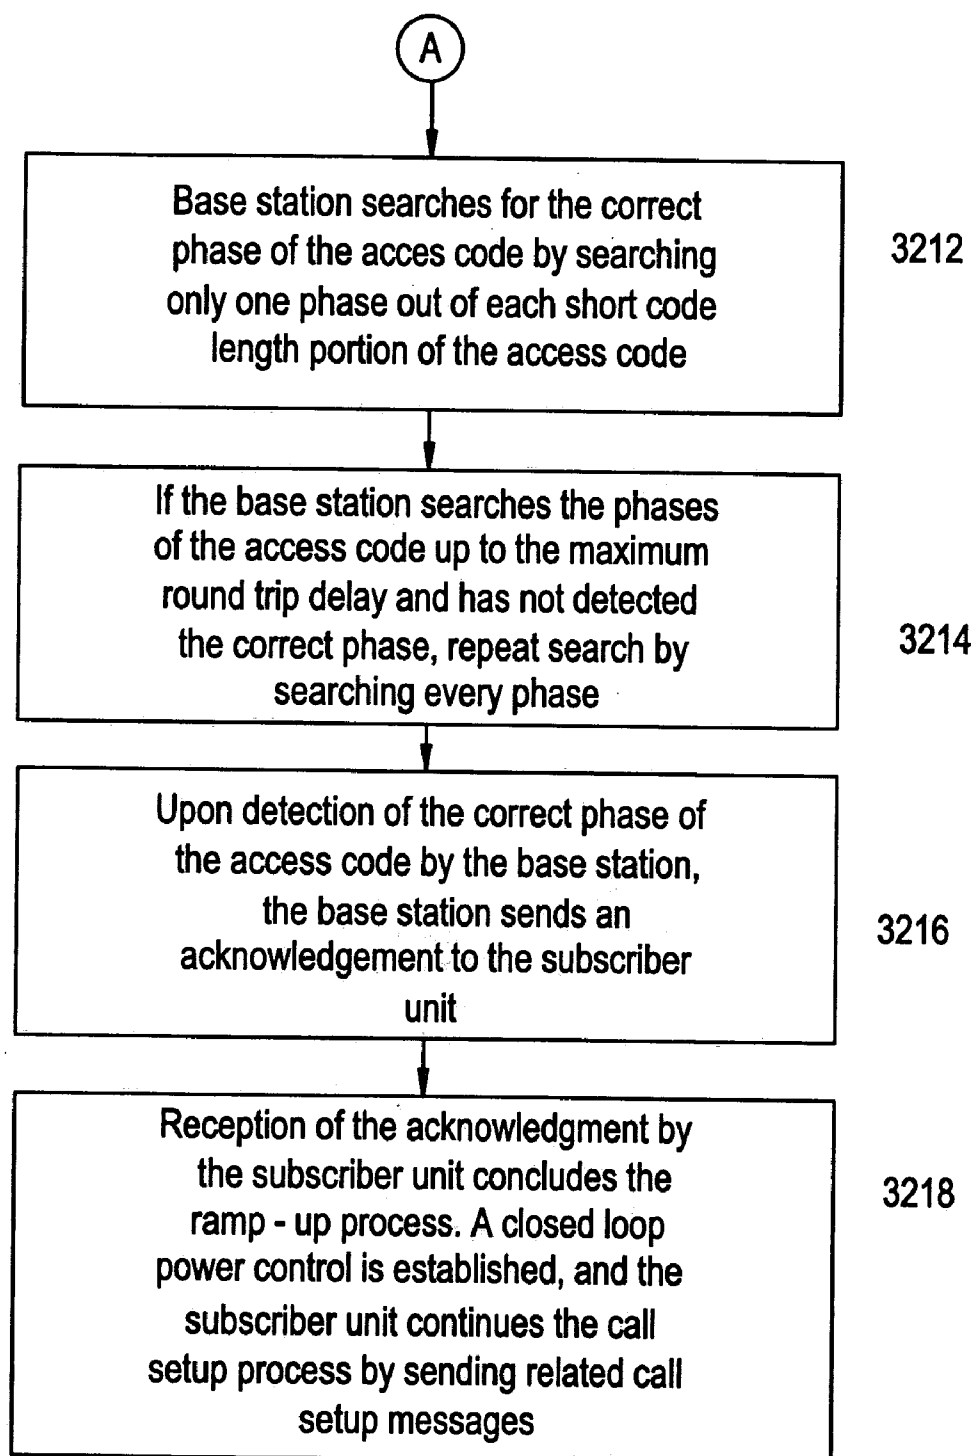 A
Base station searches for the correct
phase of the acces code by searching
only one phase out of each short code
length portion of the access code
3212
If the base station searches the phases
of the access code up to the maximum
round trip delay and has not detected
the correct phase, repeat search by
searching every phase
3214
Upon detection of the correct phase of
the access code by the base station,
the base station sends an
acknowledgement to the subscriber
unit
3216
Reception of the acknowledgment by
the subscriber unit concludes the
ramp - up process. A closed loop
power control is established, and the
subscriber unit continues the call
setup process by sending related call
setup messages
3218